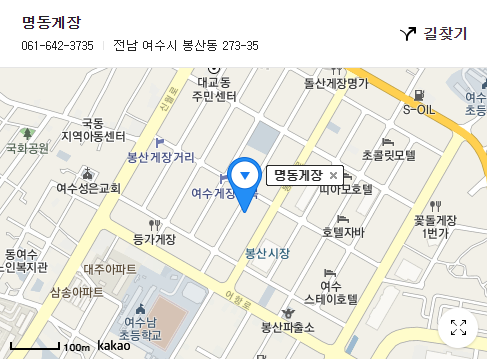 명동게장
061-642-3735 전남 여수시 봉산동 273-35
길찾기
대교동
주민센터
돌산게장명가
신월로
S-OIL
여수
초등학
국동
지역아동센터
국화공원
봉산게장거리
초콜릿모텔
명동게장
여수성은교회
여수게장
피아모호텔
꽃돌게장
1번가
등가게장
호텔자바
동여수
노인복지관
봉산시장
대주아파트
여수
스테이호텔
삼송아파트
어항로
여수남
초등학교
봉산파출소
100m kakao